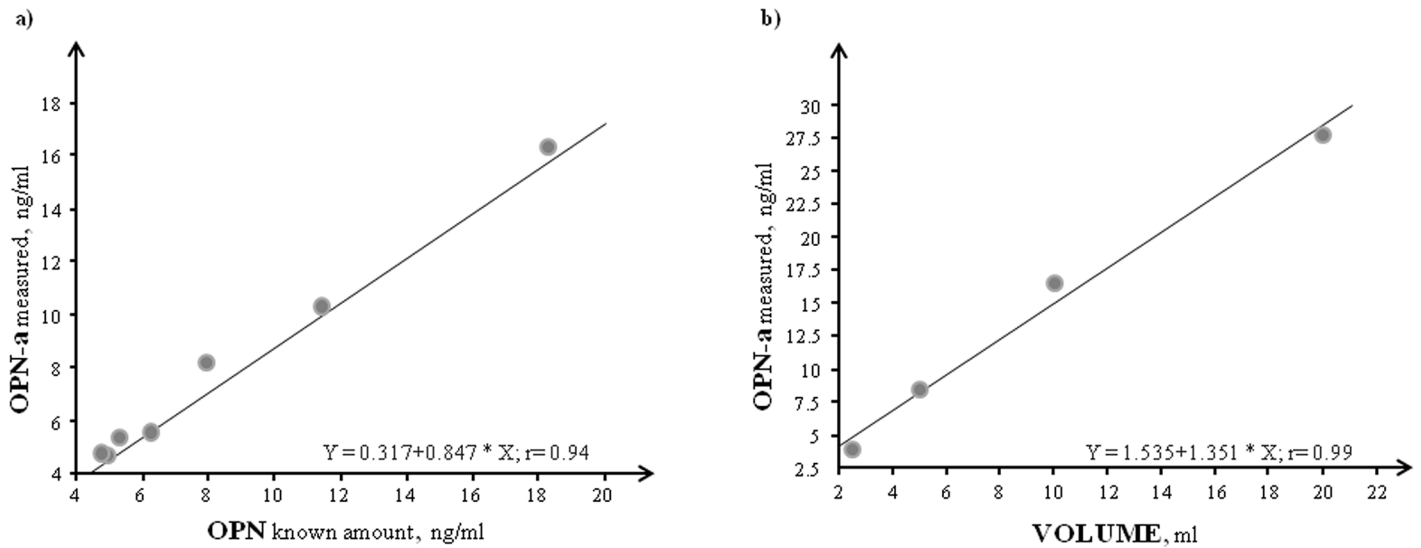 a)
OPN-a measured, ng/ml
18
16
14
12
10
8
6
4
4 6 8 10 12 14 16 18 20
Y = 0.317+0.847 * X; r=0.94
OPN known amount, ng/ml
b)
OPN-a measured, ng/ml
30
27.5
25
22.5
20
17.5
15
12.5
10
7.5
5
2.5
2 4 6 8 10 12 14 16 18 20 22
Y = 1.535+1.351 * X; r=0.99
VOLUME, ml